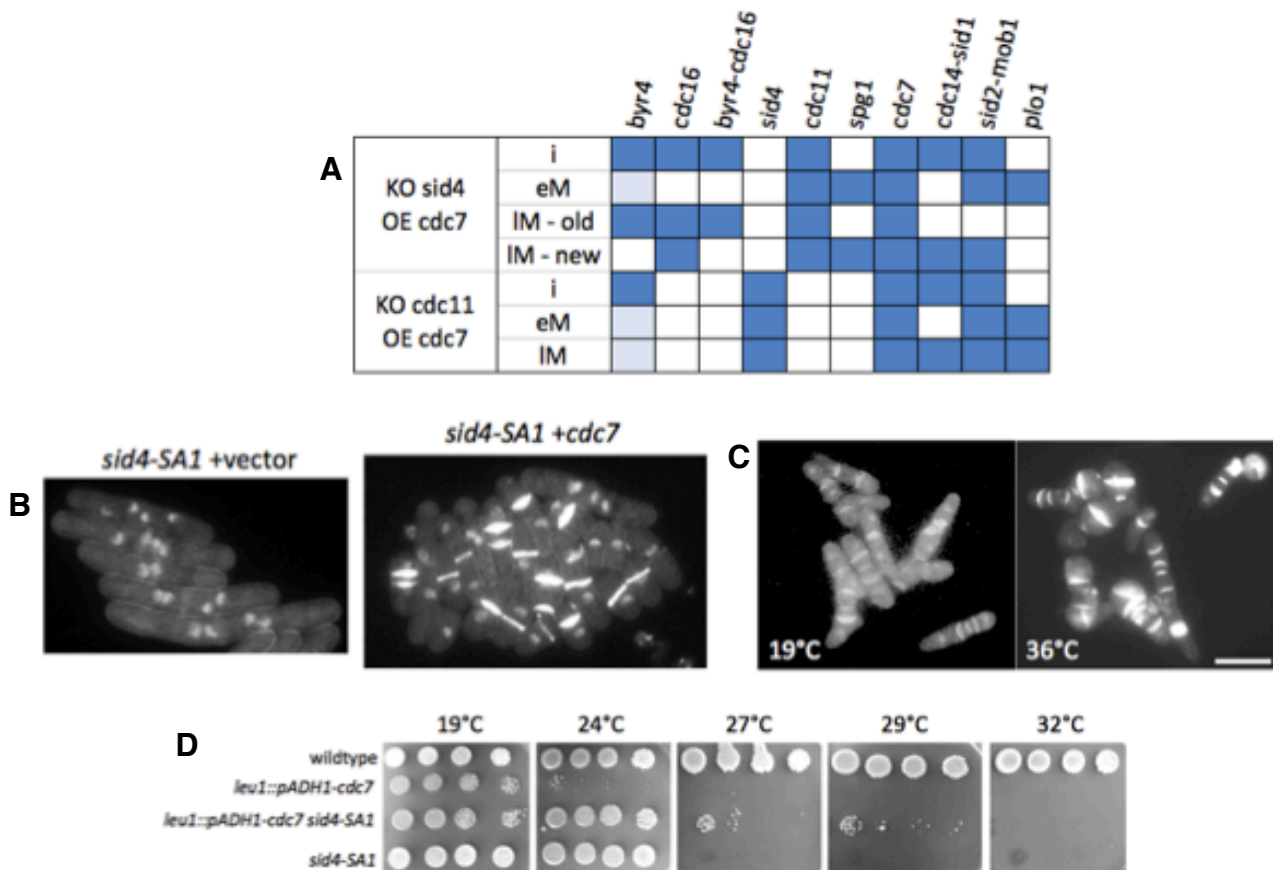 byr4
cdc16
byr4-cdc16
sid4
cdc11
spg1
cdc7
cdc14-sid1
sid2-mob1
plo1
A
KO sid4
OE cdc7
i
eM
lM - old
lM - new
KO cdc11
OE cdc7
i
eM
lM
B
sid4-SA1 +vector
sid4-SA1 +cdc7
C
19°C
36°C
D
19°C
24°C
27°C
29°C
32°C
wildtype
leu1::pADH1-cdc7
leu1::pADH1-cdc7 sid4-SA1
sid4-SA1